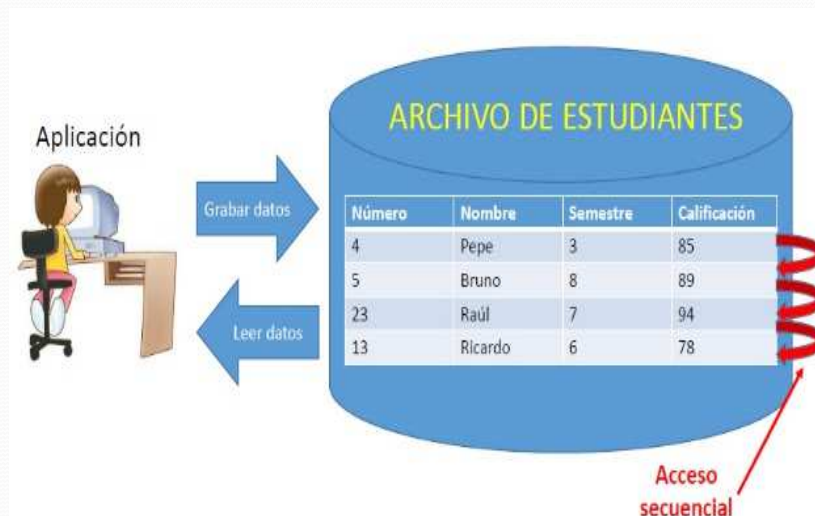 ARCHIVO DE ESTUDIANTES
Aplicación
Grabar datos
Leer datos
Número Nombre Semestre Calificación
4 Pepe 3 85
5 Bruno 8 89
23 Raúl 7 94
13 Ricardo 6 78
Acceso
secuencial